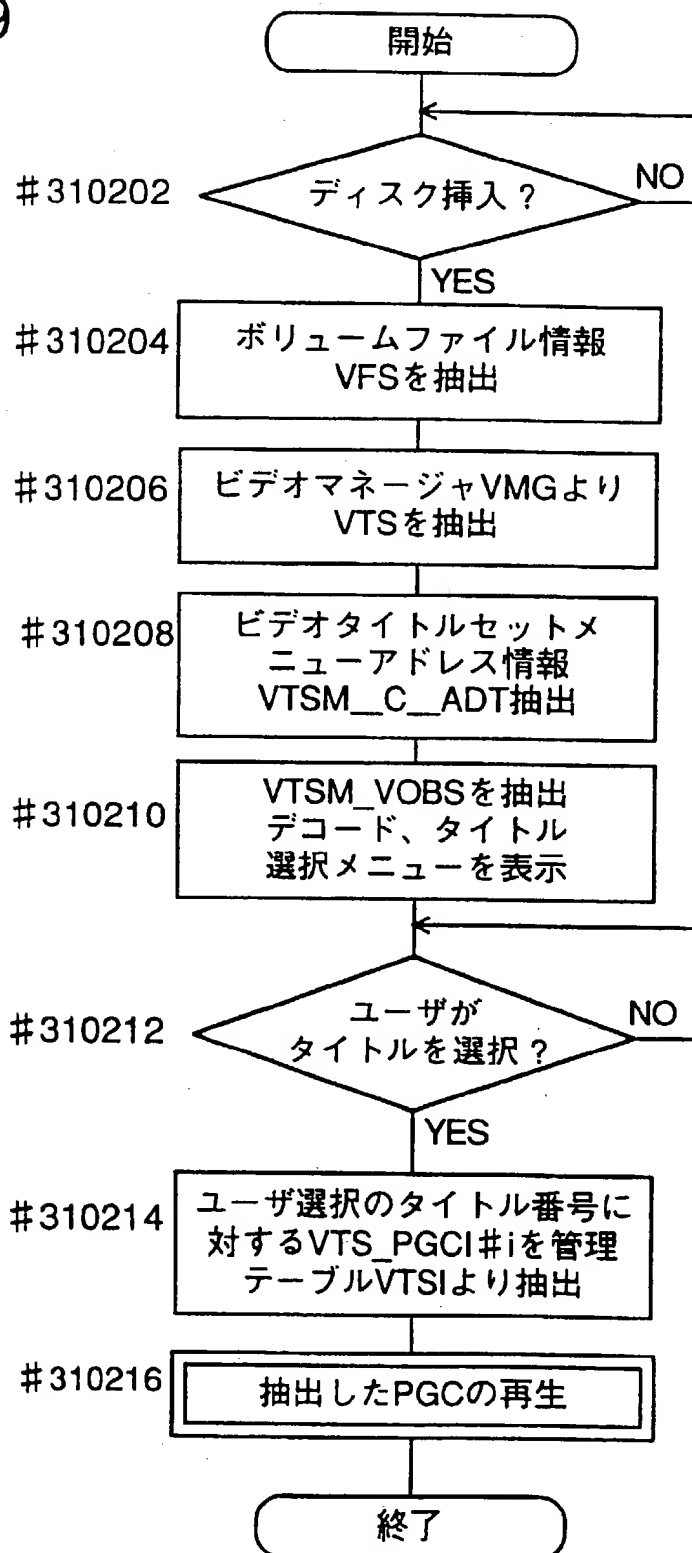 9
開始
#310202
ディスク挿入?
NO
YES
#310204
ボリュームファイル情報
VFSを抽出
#310206
ビデオマネージャVMGより
VTSを抽出
#310208
ビデオタイトルセットメ
ニューアドレス情報
VTSM__C__ADT抽出
#310210
VTSM_VOBSを抽出
デコード、タイトル
選択メニューを表示
#310212
ユーザが
タイトルを選択?
NO
YES
#310214
ユーザ選択のタイトル番号に
対するVTS_PGCI#iを管理
テーブルVTSIより抽出
#310216
抽出したPGCの再生
終了